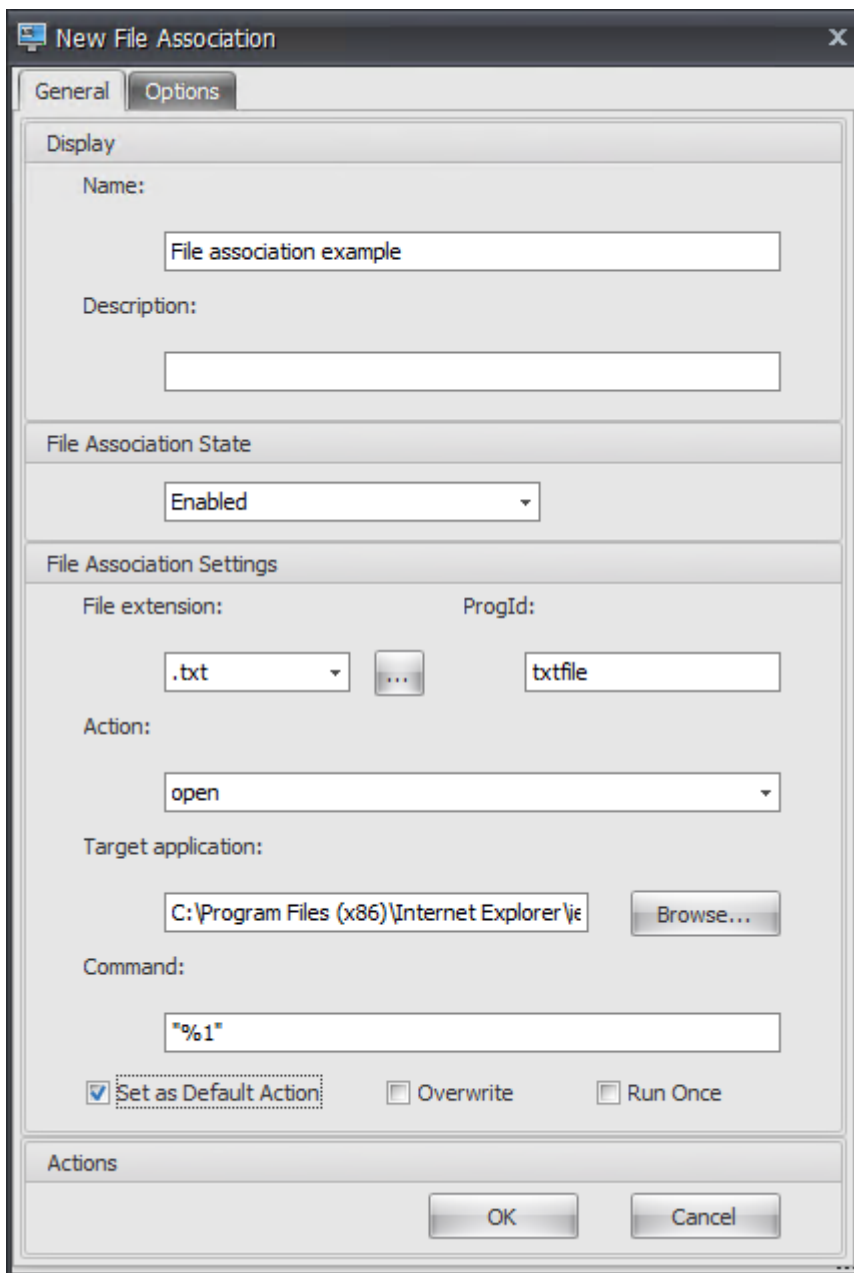 New File Association
General Options
Display
Name:
File association example
Description:
File Association State
Enabled
File Association Settings
File extension: ProgId:
.txt ... txtfile
Action:
open
Target application:
C:\Program Files (x86)\Internet Explorer\ie Browse...
Command:
"%1"
Set as Default Action Overwrite Run Once
Actions
OK Cancel